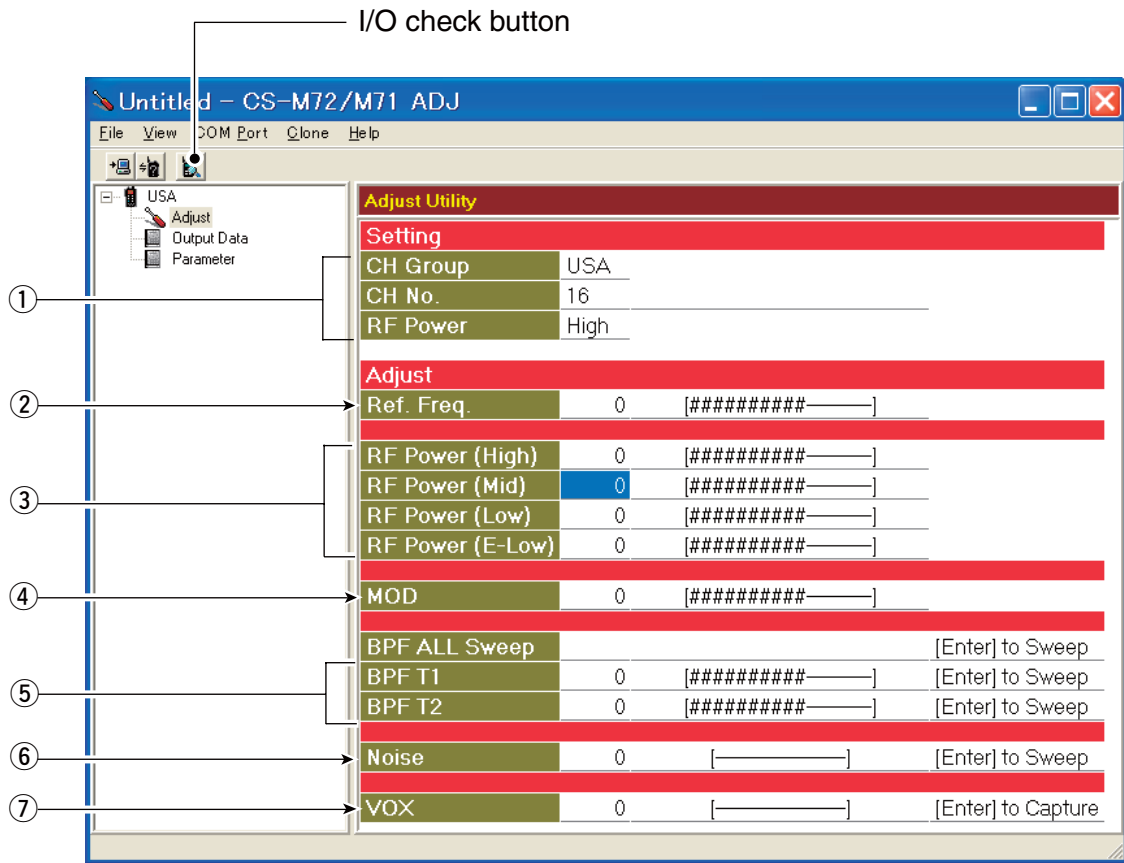 I/O check button
Untitled - CS-M72/M71 ADJ
File View COM Port Clone Help
USA
Adjust
Output Data
Parameter
Adjust Utility
Setting
① CH Group USA
CH No. 16
RF Power High
Adjust
② Ref. Freq. 0 [##########———]
③ RF Power (High) 0 [##########———]
RF Power (Mid) 0 [##########———]
RF Power (Low) 0 [##########———]
RF Power (E-Low) 0 [##########———]
④ MOD 0 [##########———]
BPF ALL Sweep [Enter] to Sweep
⑤ BPF T1 0 [##########———] [Enter] to Sweep
BPF T2 0 [##########———] [Enter] to Sweep
⑥ Noise 0 [——————] [Enter] to Sweep
⑦ VOX 0 [——————] [Enter] to Capture